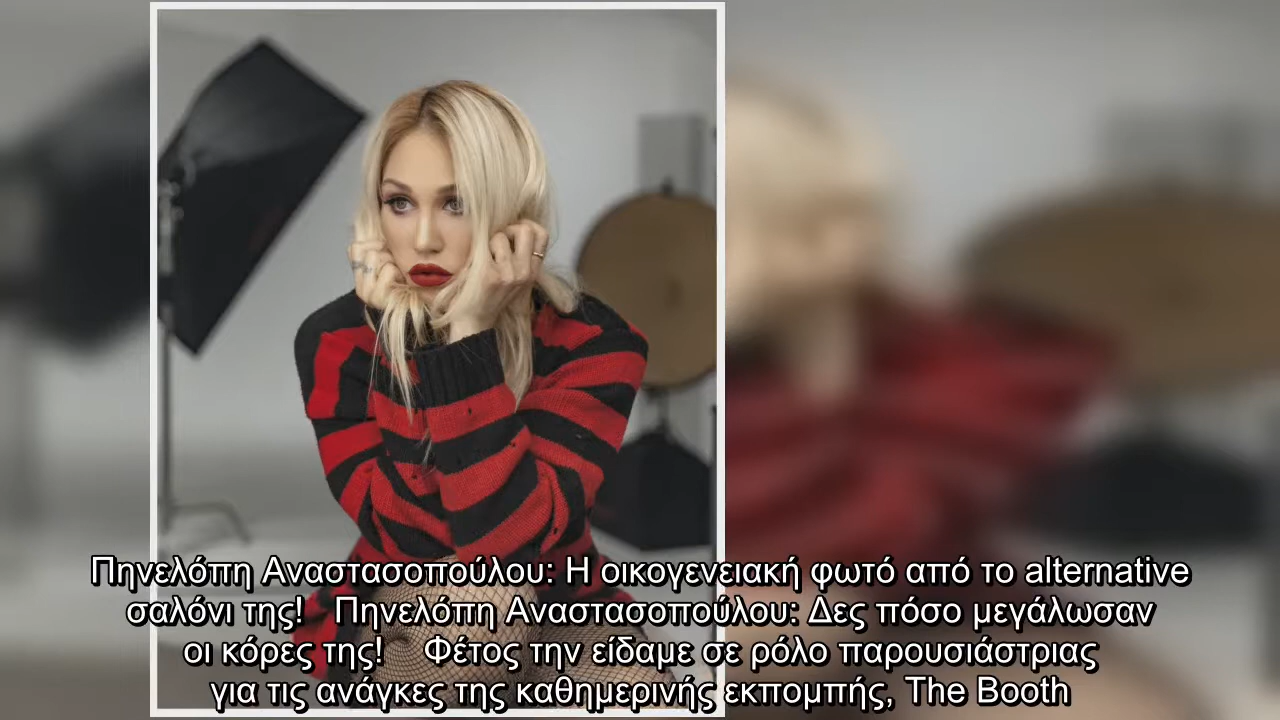 Πηνελόπη Αναστασοπούλου: Η οικογενειακή φωτό από το alternative
σαλόνι της!   Πηνελόπη Αναστασοπούλου: Δες πόσο μεγάλωσαν
οι κόρες της!    Φέτος την είδαμε σε ρόλο παρουσιάστριας
για τις ανάγκες της καθημερινής εκπομπής, The Booth